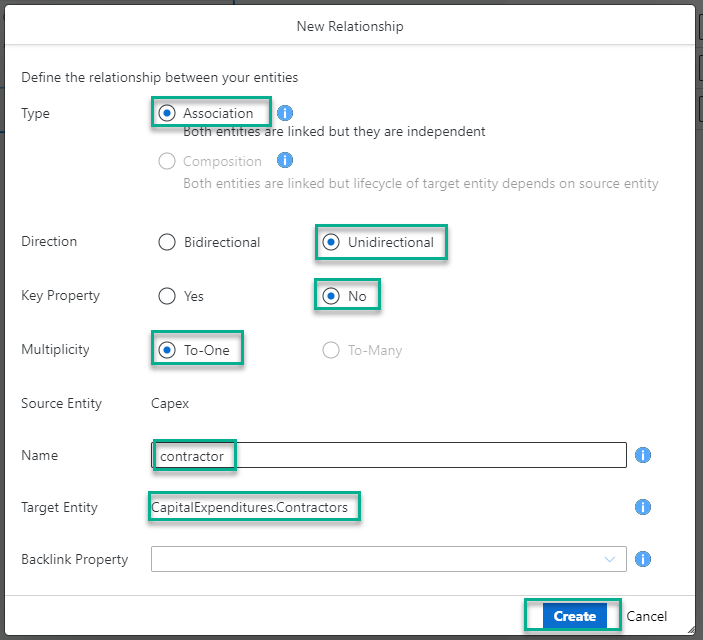 New Relationship
Define the relationship between your entities
Type Association i
Both entities are linked but they are independent
Composition i
Both entities are linked but lifecycle of target entity depends on source entity
Direction Bidirectional Unidirectional
Key Property Yes No
Multiplicity To-One To-Many
Source Entity Capex
Name contractor i
Target Entity CapitalExpenditures.Contractors i
Backlink Property i
Create Cancel